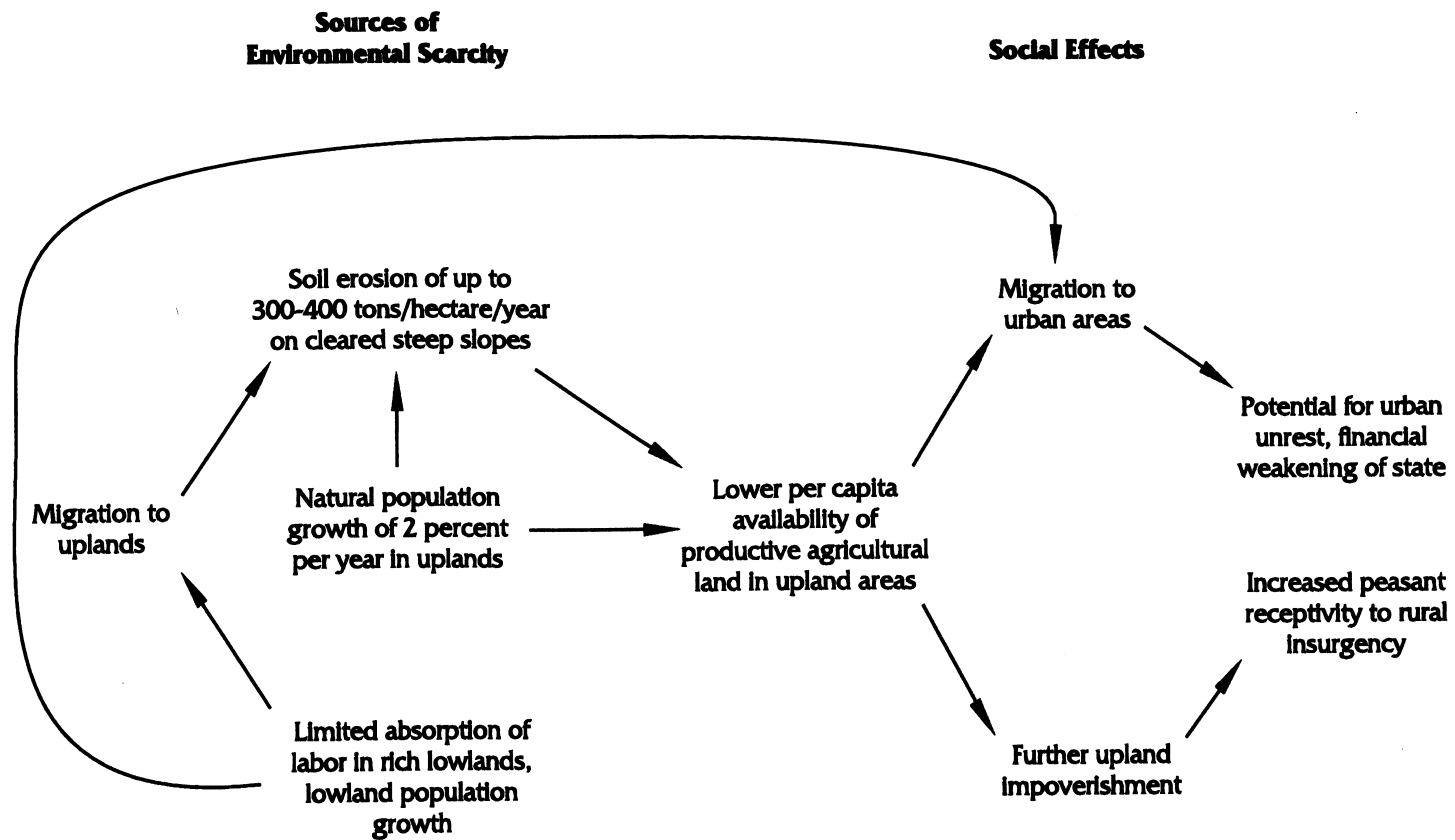 Sources of
Environmental Scarcity
Social Effects
Soil erosion of up to
300-400 tons/hectare/year
on cleared steep slopes
Migration to
urban areas
Potential for urban
unrest, financial
weakening of state
Migration to
uplands
Natural population
growth of 2 percent
per year in uplands
Lower per capita
availability of
productive agricultural
land in upland areas
Increased peasant
receptivity to rural
insurgency
Limited absorption of
labor in rich lowlands,
lowland population
growth
Further upland
impoverishment